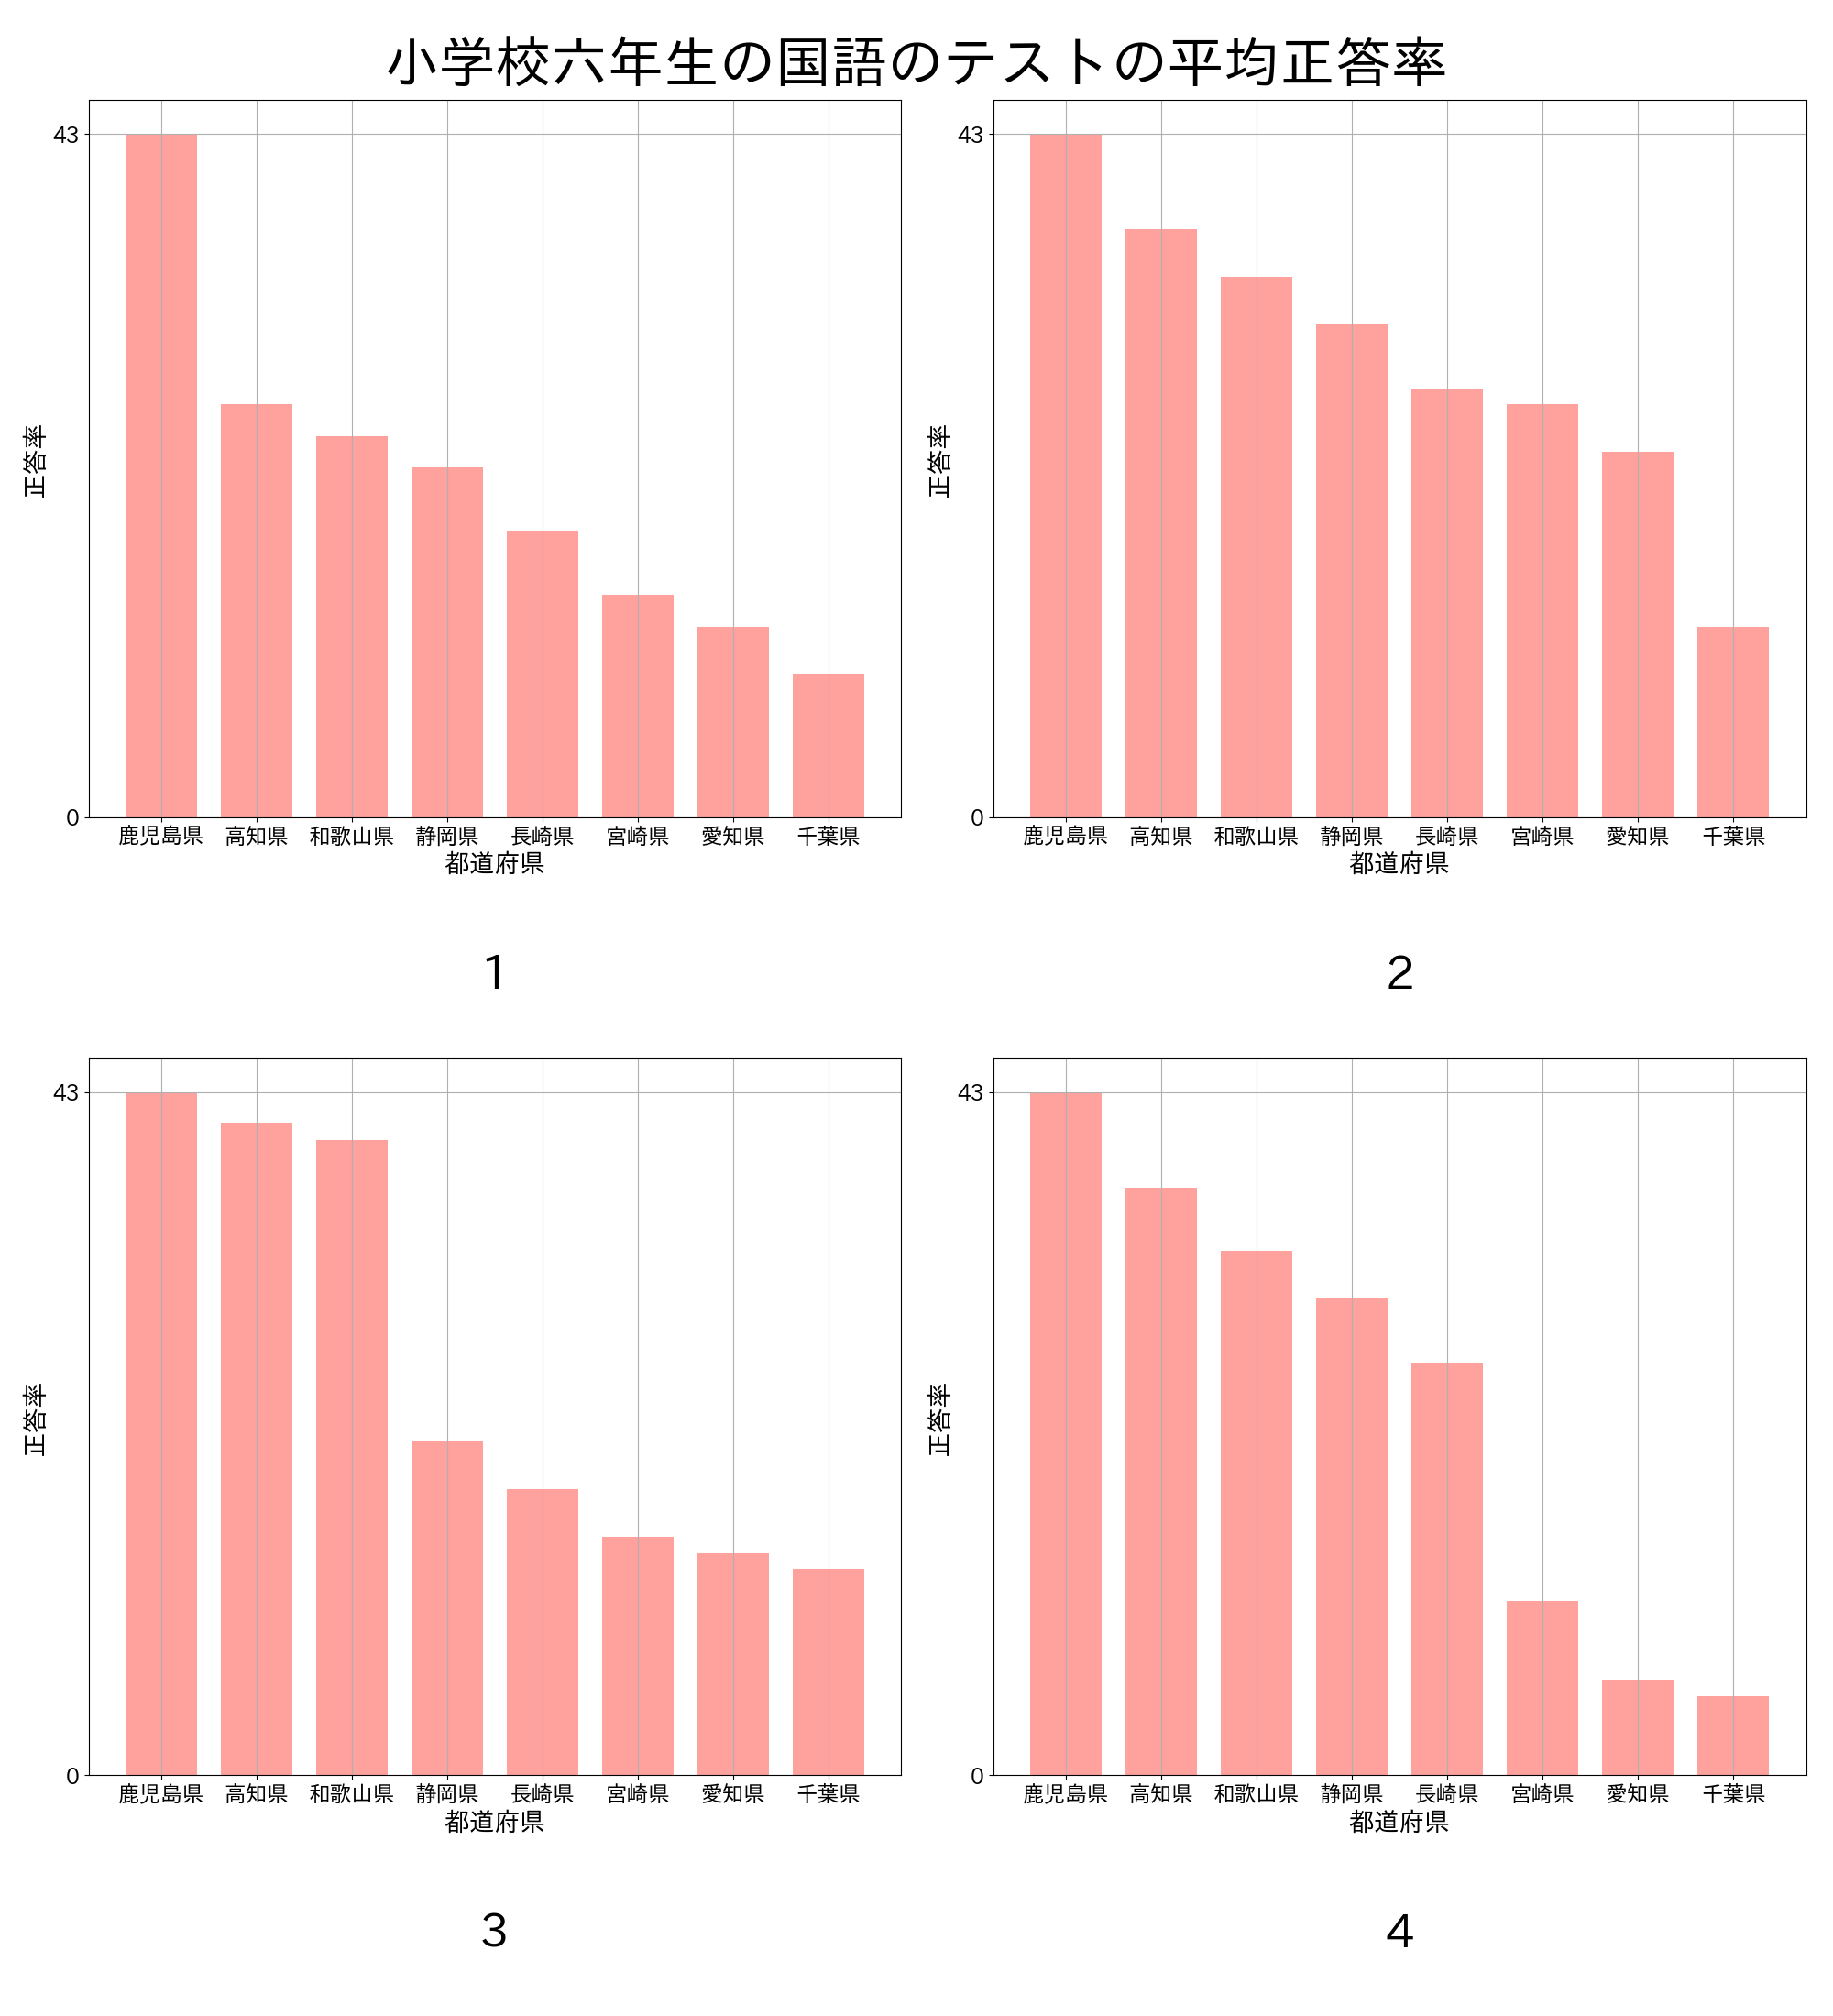 小学校六年生の国語のテストの平均正答率
43
0
正答率
鹿児島県 高知県 和歌山県 静岡県 長崎県 宮崎県 愛知県 千葉県
都道府県
1
43
0
正答率
鹿児島県 高知県 和歌山県 静岡県 長崎県 宮崎県 愛知県 千葉県
都道府県
2
43
0
正答率
鹿児島県 高知県 和歌山県 静岡県 長崎県 宮崎県 愛知県 千葉県
都道府県
3
43
0
正答率
鹿児島県 高知県 和歌山県 静岡県 長崎県 宮崎県 愛知県 千葉県
都道府県
4